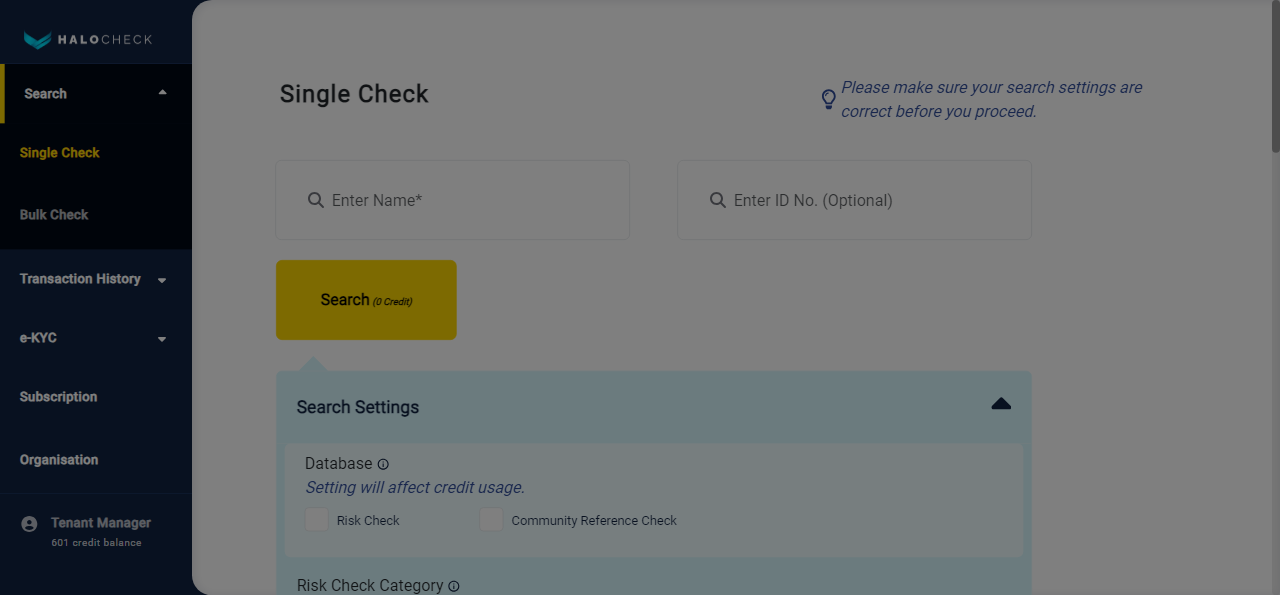 HALOCHECK
Search
Single Check
Bulk Check
Transaction History
e-KYC
Subscription
Organisation
Tenant Manager
601 credit balance
Single Check
Please make sure your search settings are
correct before you proceed.
Enter Name*
Enter ID No. (Optional)
Search (0 Credit)
Search Settings
Database
Setting will affect credit usage.
Risk Check
Community Reference Check
Risk Check Category